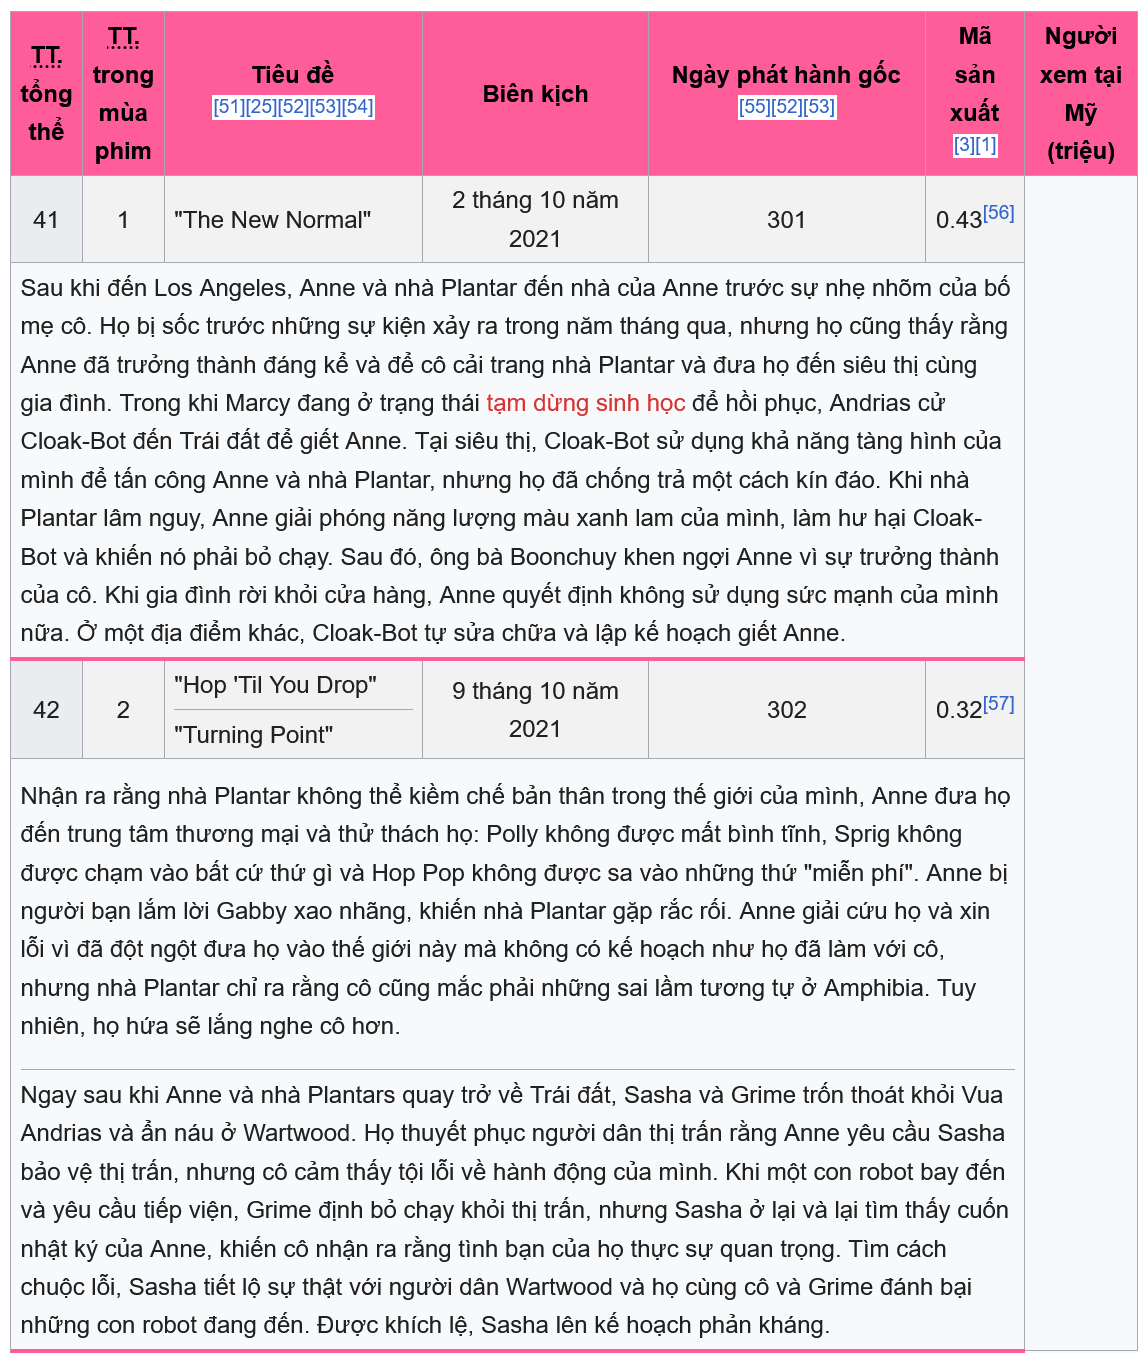 TT. tổng thể
TT. trong mùa phim
Tiêu đề [51][25][52][53][54]
Biên kịch
Ngày phát hành gốc [55][52][53]
Mã sản xuất [3][1]
Người xem tại Mỹ (triệu)
41
1
"The New Normal"
2 tháng 10 năm 2021
301
0.43[56]
Sau khi đến Los Angeles, Anne và nhà Plantar đến nhà của Anne trước sự nhẹ nhõm của bố
mẹ cô. Họ bị sốc trước những sự kiện xảy ra trong năm tháng qua, nhưng họ cũng thấy rằng
Anne đã trưởng thành đáng kể và để cô cải trang nhà Plantar và đưa họ đến siêu thị cùng
gia đình. Trong khi Marcy đang ở trạng thái tạm dừng sinh học để hồi phục, Andrias cử
Cloak-Bot đến Trái đất để giết Anne. Tại siêu thị, Cloak-Bot sử dụng khả năng tàng hình của
mình để tấn công Anne và nhà Plantar, nhưng họ đã chống trả một cách kín đáo. Khi nhà
Plantar lâm nguy, Anne giải phóng năng lượng màu xanh lam của mình, làm hư hại Cloak-
Bot và khiến nó phải bỏ chạy. Sau đó, ông bà Boonchuy khen ngợi Anne vì sự trưởng thành
của cô. Khi gia đình rời khỏi cửa hàng, Anne quyết định không sử dụng sức mạnh của mình
nữa. Ở một địa điểm khác, Cloak-Bot tự sửa chữa và lập kế hoạch giết Anne.
42
2
"Hop 'Til You Drop"
"Turning Point"
9 tháng 10 năm 2021
302
0.32[57]
Nhận ra rằng nhà Plantar không thể kiềm chế bản thân trong thế giới của mình, Anne đưa họ
đến trung tâm thương mại và thử thách họ: Polly không được mất bình tĩnh, Sprig không
được chạm vào bất cứ thứ gì và Hop Pop không được sa vào những thứ "miễn phí". Anne bị
người bạn lắm lời Gabby xao nhãng, khiến nhà Plantar gặp rắc rối. Anne giải cứu họ và xin
lỗi vì đã đột ngột đưa họ vào thế giới này mà không có kế hoạch như họ đã làm với cô,
nhưng nhà Plantar chỉ ra rằng cô cũng mắc phải những sai lầm tương tự ở Amphibia. Tuy
nhiên, họ hứa sẽ lắng nghe cô hơn.
Ngay sau khi Anne và nhà Plantars quay trở về Trái đất, Sasha và Grime trốn thoát khỏi Vua
Andrias và ẩn náu ở Wartwood. Họ thuyết phục người dân thị trấn rằng Anne yêu cầu Sasha
bảo vệ thị trấn, nhưng cô cảm thấy tội lỗi về hành động của mình. Khi một con robot bay đến
và yêu cầu tiếp viện, Grime định bỏ chạy khỏi thị trấn, nhưng Sasha ở lại và lại tìm thấy cuốn
nhật ký của Anne, khiến cô nhận ra rằng tình bạn của họ thực sự quan trọng. Tìm cách
chuộc lỗi, Sasha tiết lộ sự thật với người dân Wartwood và họ cùng cô và Grime đánh bại
những con robot đang đến. Được khích lệ, Sasha lên kế hoạch phản kháng.